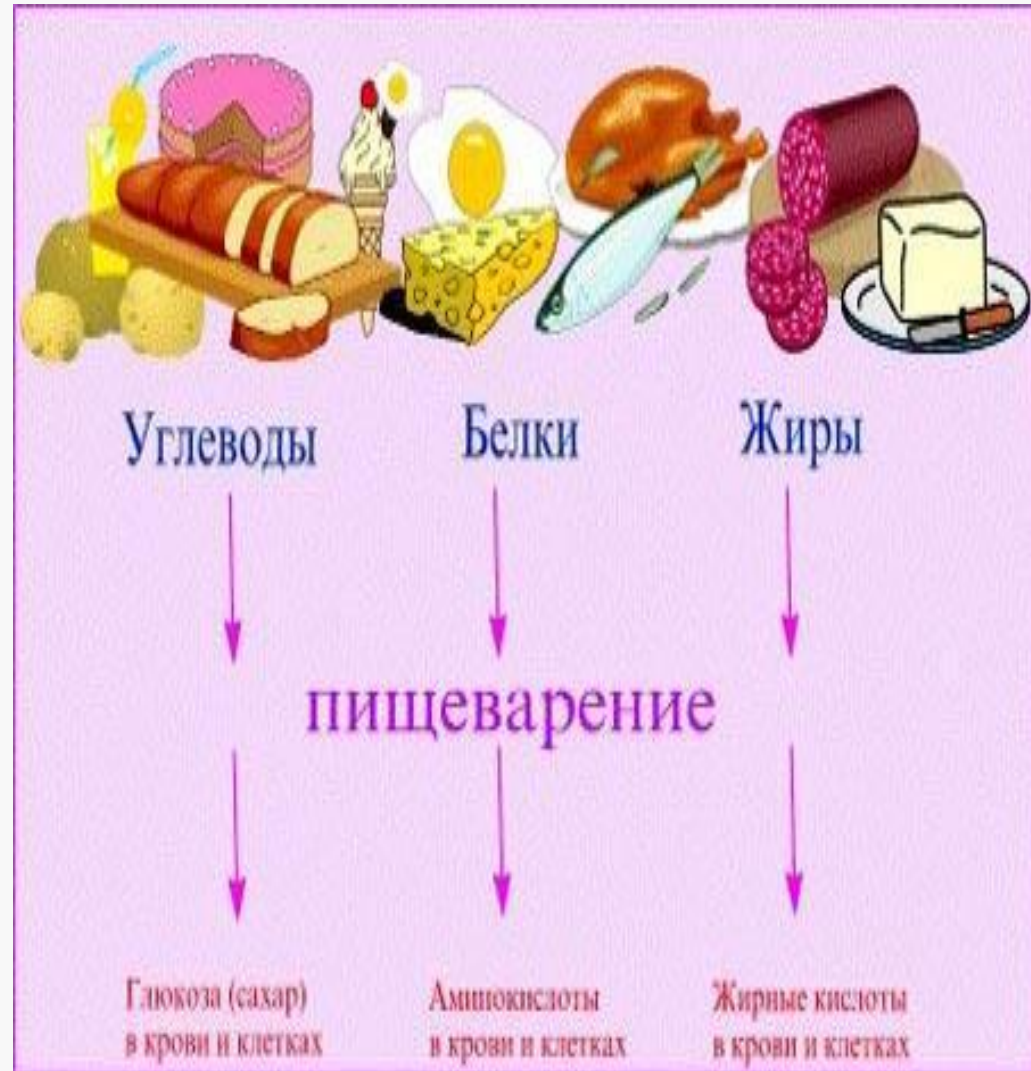 Углеводы Белки Жиры
пищеварение
Глюкоза (сахар) Аминокислоты Жирные кислоты
в крови и клетках в крови и клетках в крови и клетках